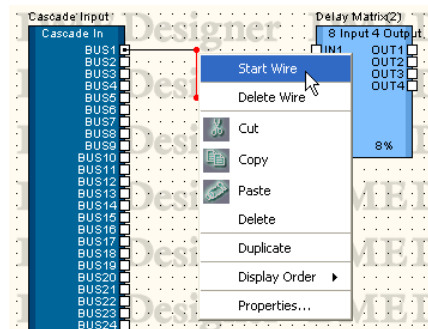 Cascade Input
Cascade In
BUS1
BUS2
BUS3
BUS4
BUS5
BUS6
BUS7
BUS8
BUS9
BUS10
BUS11
BUS12
BUS13
BUS14
BUS15
BUS16
BUS17
BUS18
BUS19
BUS20
BUS21
BUS22
BUS23
BUS24
Designer
Delay Matrix(2)
8 Input 4 Output
IN1 OUT1
OUT2
OUT3
OUT4
8%
Start Wire
Delete Wire
Cut
Copy
Paste
Delete
Duplicate
Display Order
Properties...